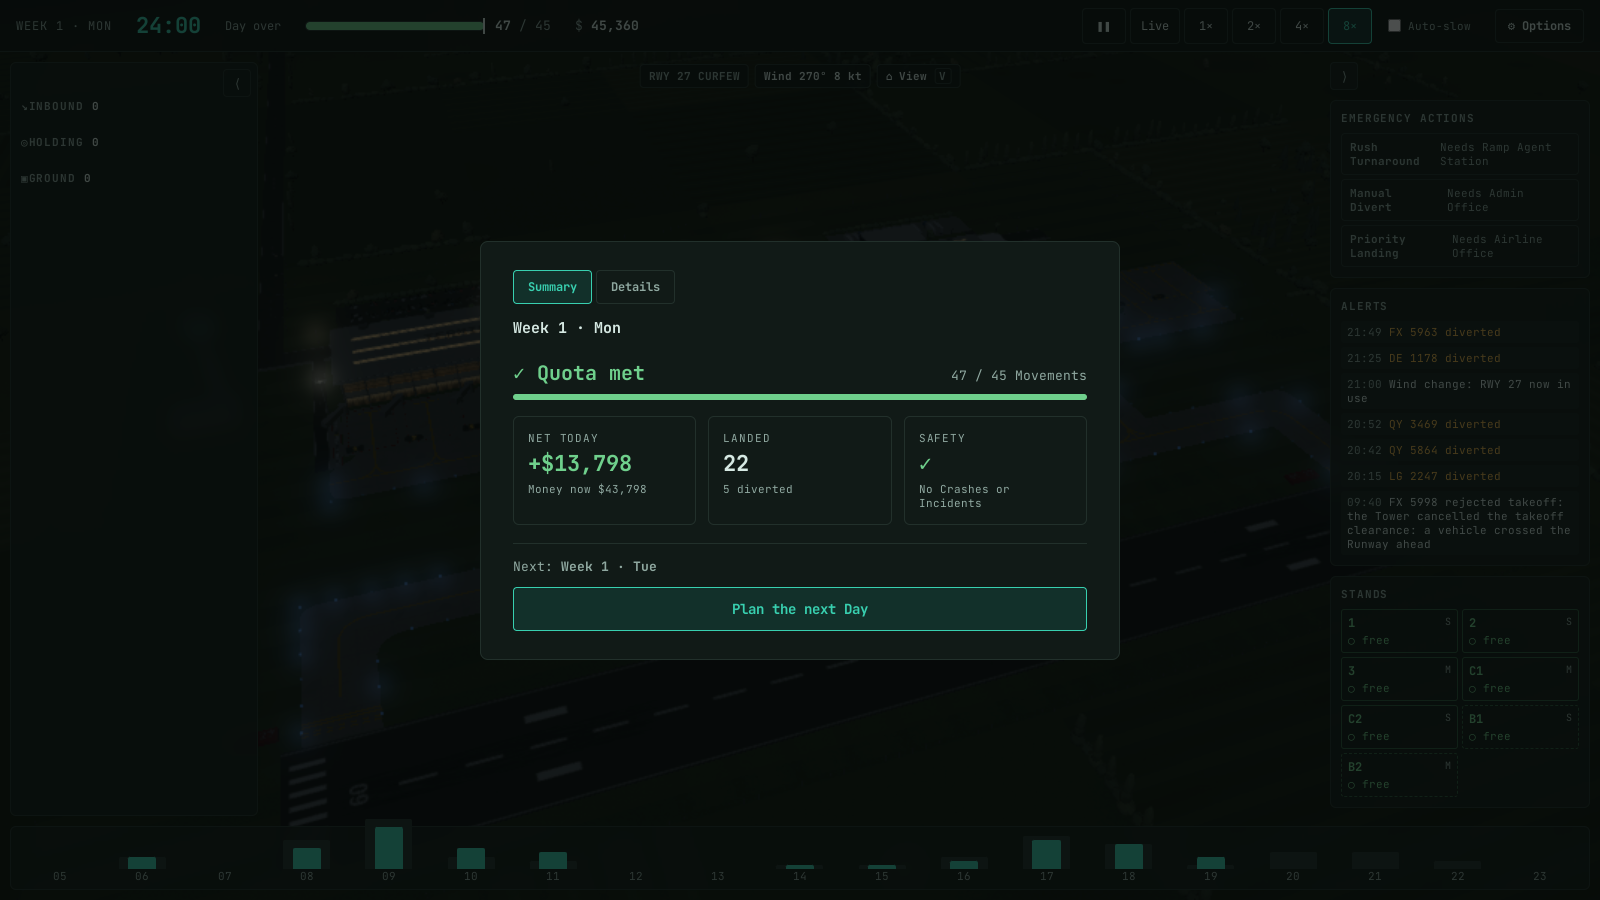 WEEK 1 · MON
24:00
Day over
47 / 45
$ 45,360
Live
1×
2×
4×
8×
Auto-slow
⚙ Options
⟨
↘INBOUND 0
◎HOLDING 0
▣GROUND 0
RWY 27 CURFEW
Wind 270° 8 kt
⌂ View V
⟩
EMERGENCY ACTIONS
Rush Turnaround
Needs Ramp Agent Station
Manual Divert
Needs Admin Office
Priority Landing
Needs Airline Office
ALERTS
21:49 FX 5963 diverted
21:25 DE 1178 diverted
21:00 Wind change: RWY 27 now in
use
20:52 QY 3469 diverted
20:42 QY 5864 diverted
20:15 LG 2247 diverted
09:40 FX 5998 rejected takeoff:
the Tower cancelled the takeoff
clearance: a vehicle crossed the
Runway ahead
STANDS
1 S
○ free
2 S
○ free
3 M
○ free
C1 M
○ free
C2 S
○ free
B1 S
○ free
B2 M
○ free
Summary
Details
Week 1 · Mon
✓ Quota met
47 / 45 Movements
NET TODAY
+$13,798
Money now $43,798
LANDED
22
5 diverted
SAFETY
✓
No Crashes or
Incidents
Next: Week 1 · Tue
Plan the next Day
09
05 06 07 08 09 10 11 12 13 14 15 16 17 18 19 20 21 22 23